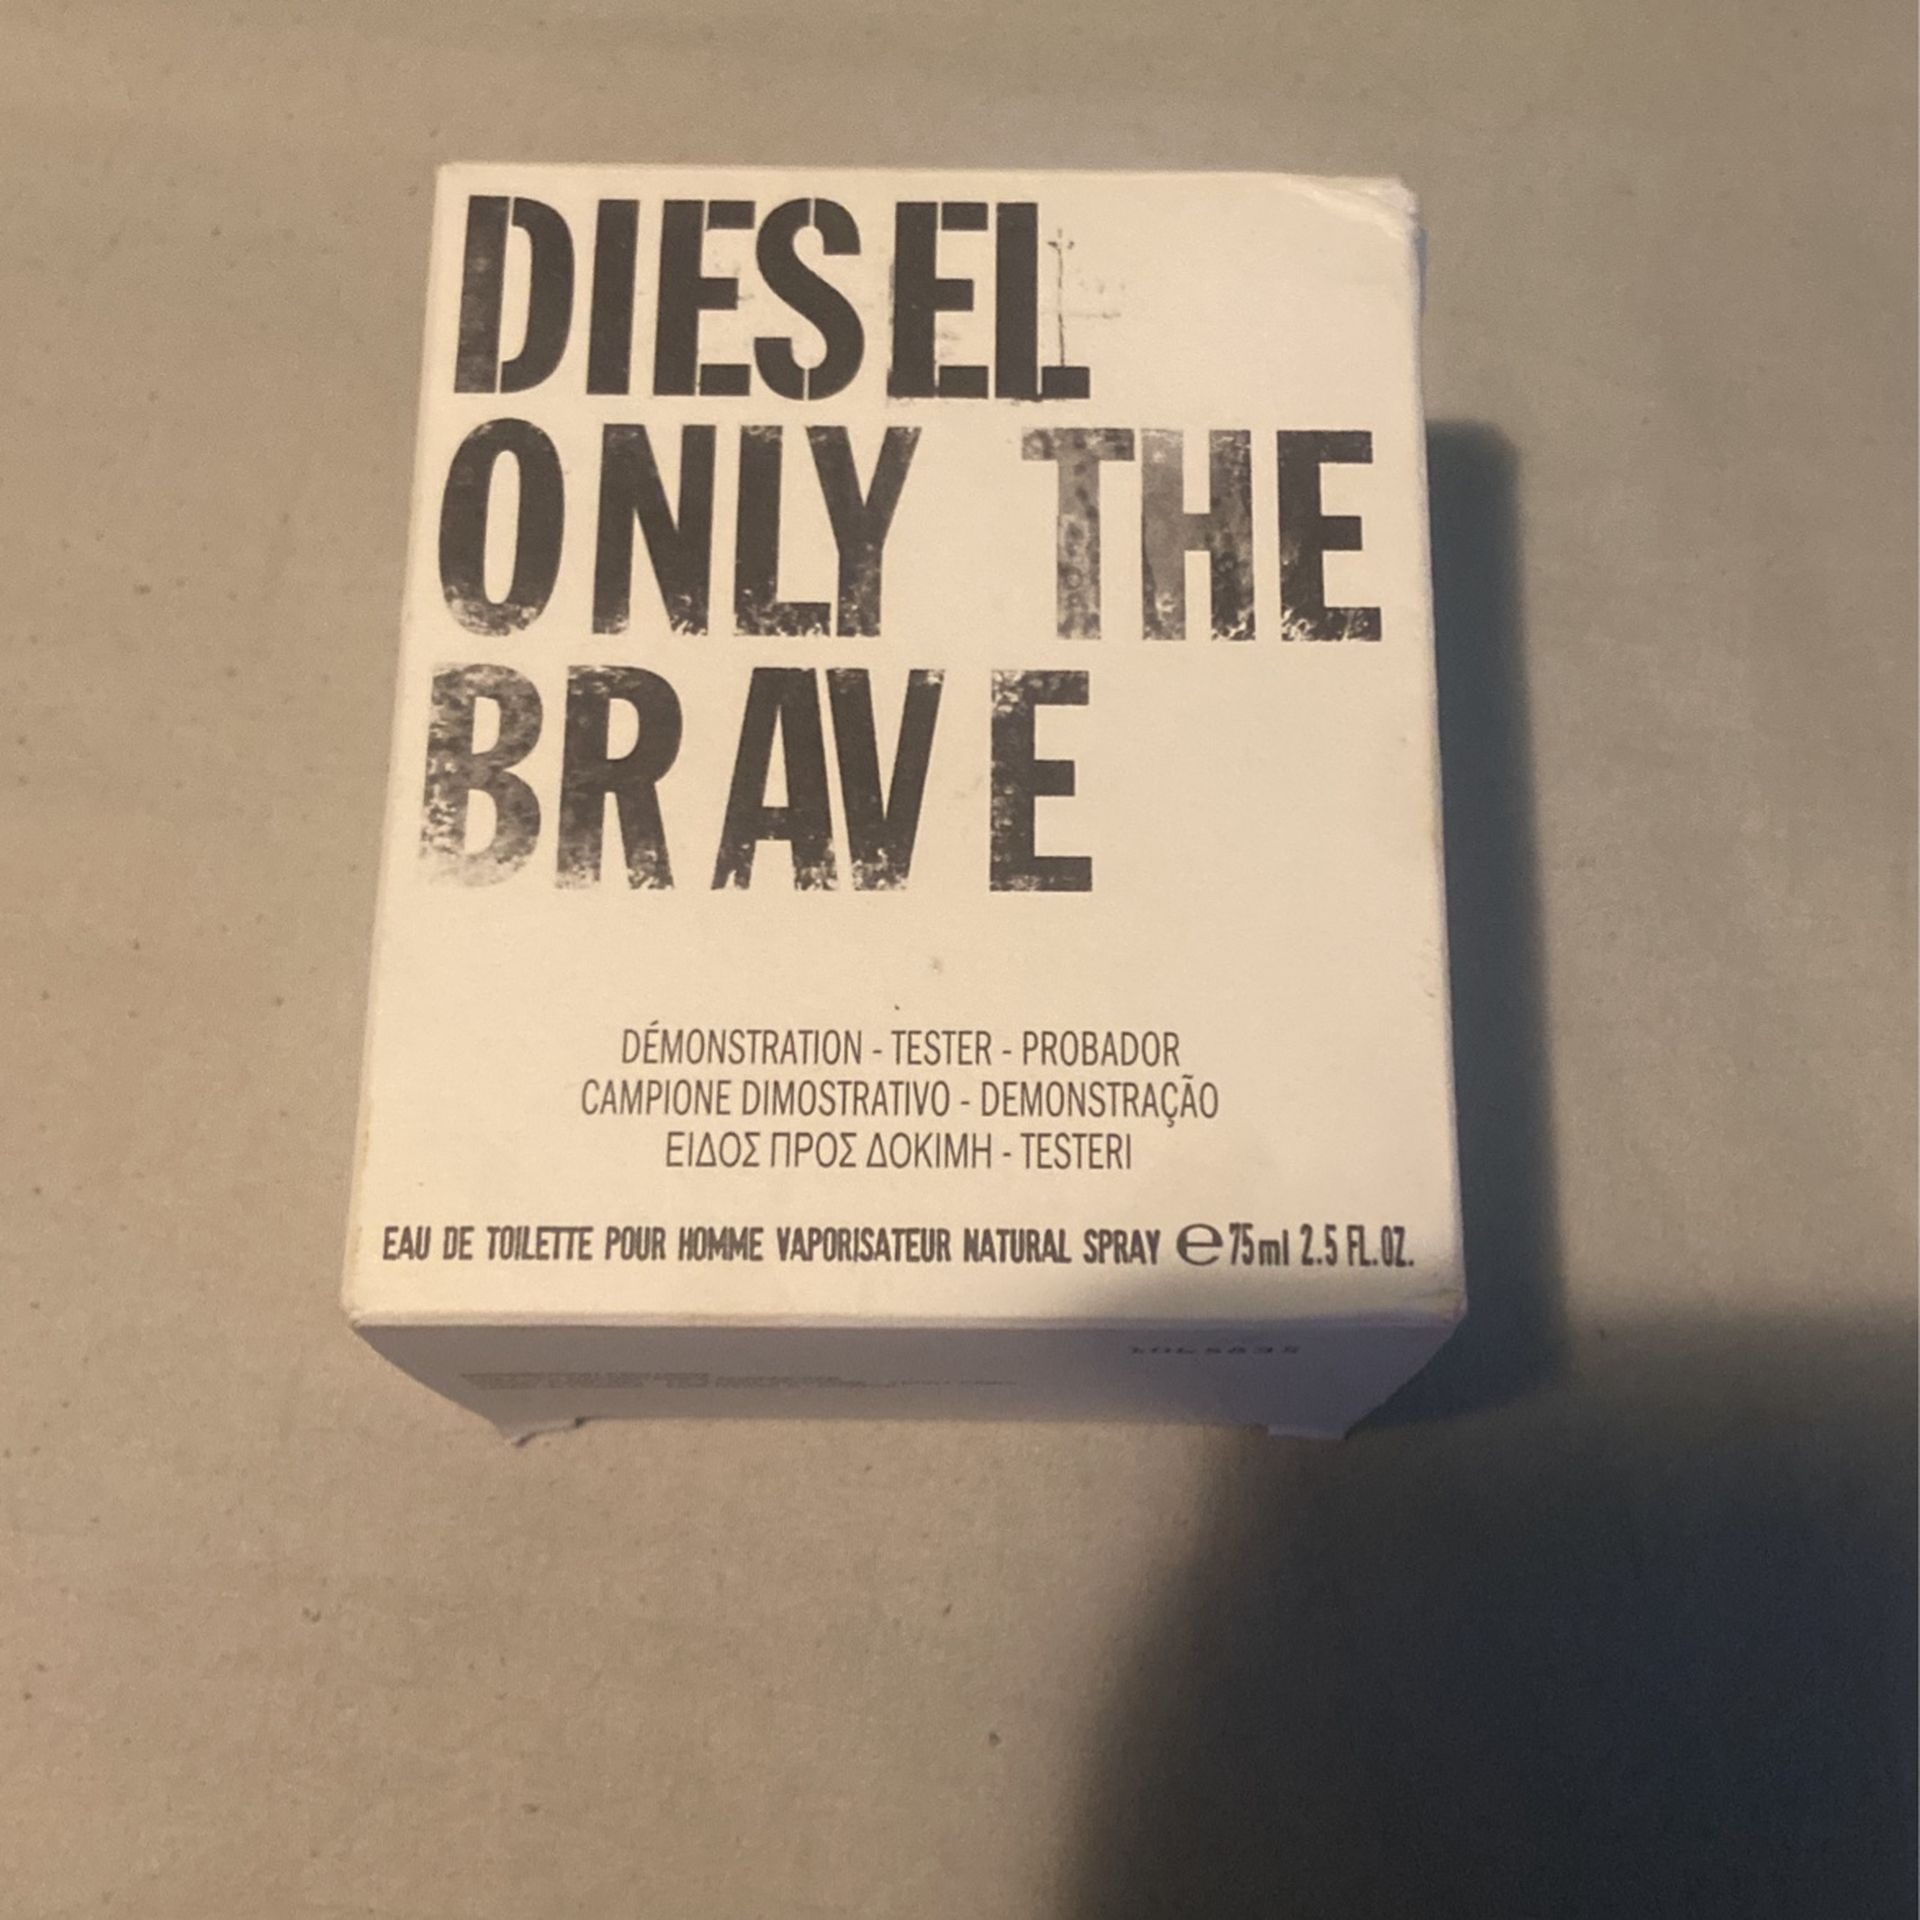 DIESEL
ONLY THE
BRAVE
DÉMONSTRATION - TESTER - PROBADOR
CAMPIONE DIMOSTRATIVO - DEMONSTRAÇÃO
ΕΙΔΟΣ ΠΡΟΣ ΔΟΚΙΜΗ - TESTERI
EAU DE TOILETTE POUR HOMME VAPORISATEUR NATURAL SPRAY ℮ 75ml 2.5 FL.OZ.